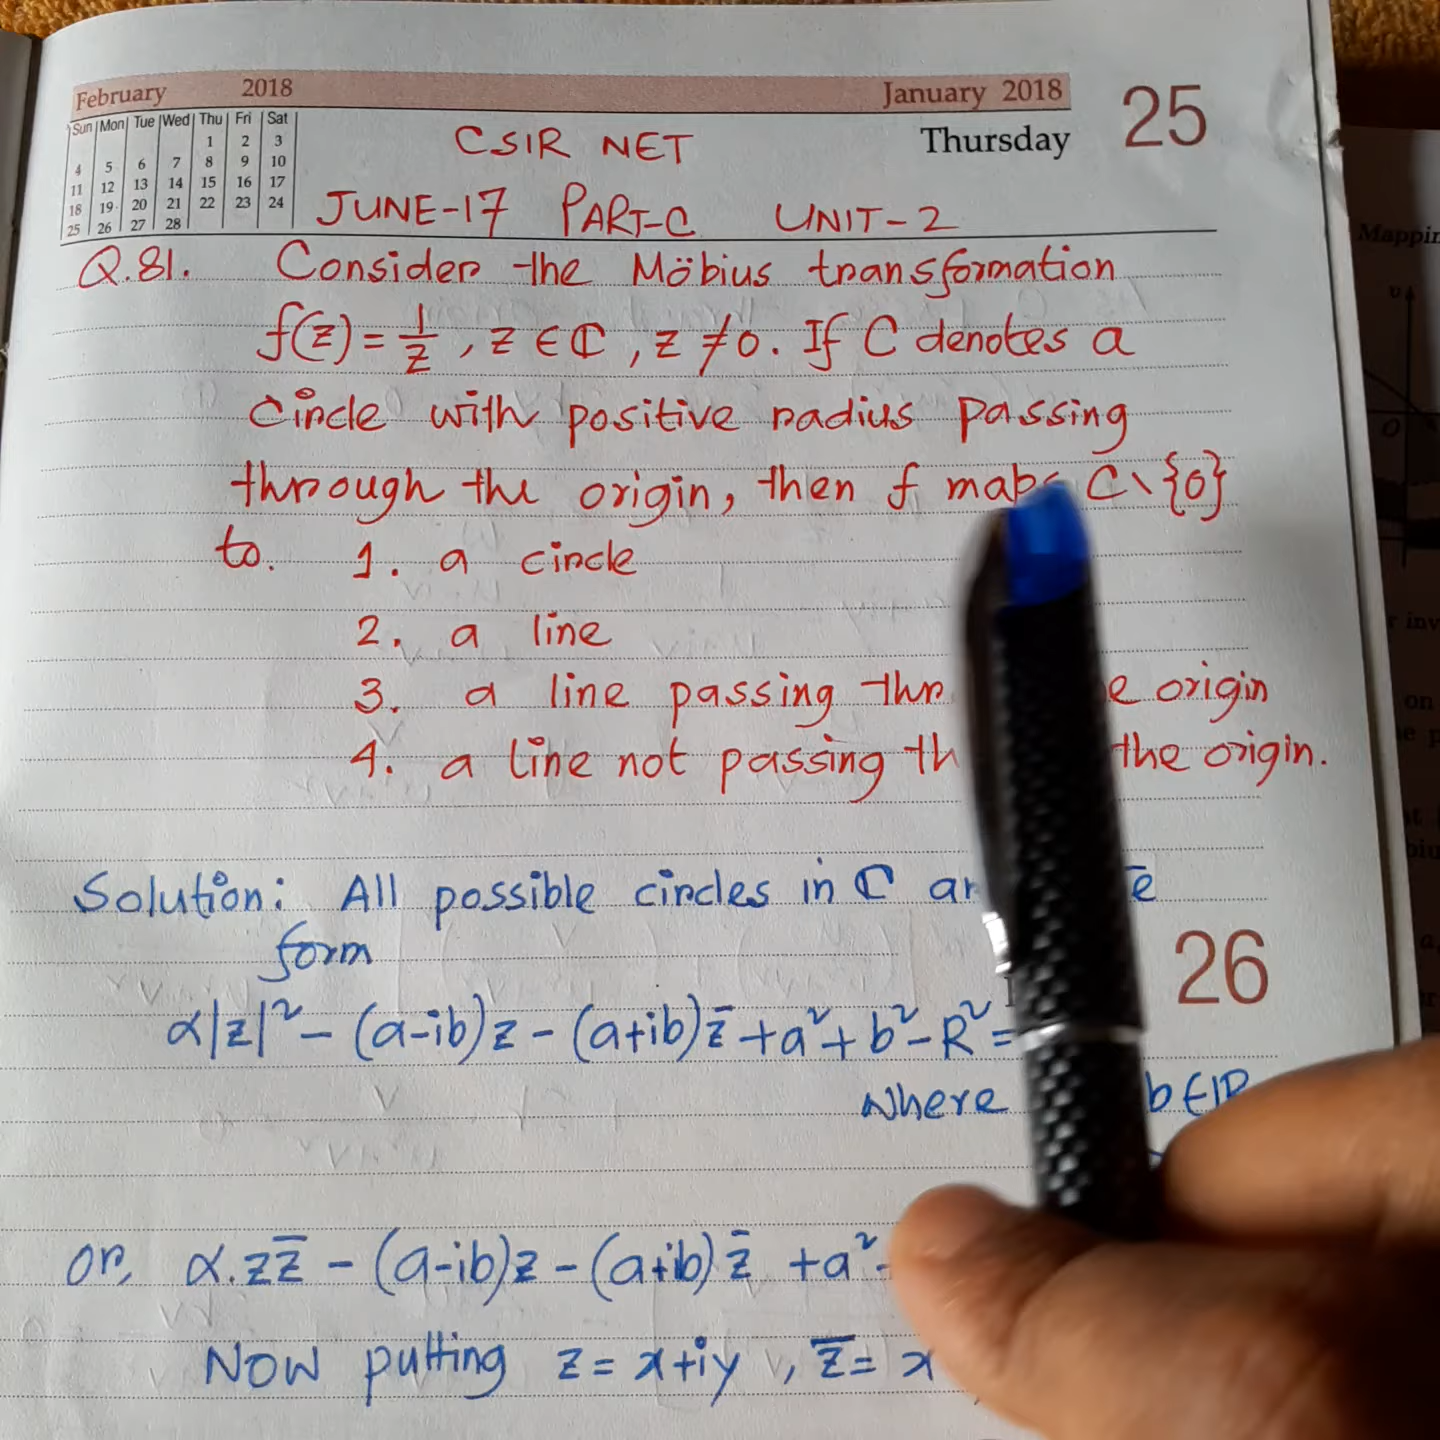 February 2018
January 2018
25
Sun Mon Tue Wed Thu Fri Sat
1 2 3
4 5 6 7 8 9 10
11 12 13 14 15 16 17
18 19 20 21 22 23 24
25 26 27 28
Thursday
CSIR NET
JUNE-17 PART-C UNIT-2
Q.81. Consider the Möbius transformation
f(z) = 1/z , z ∈ ℂ , z ≠ 0. If C denotes a
circle with positive radius passing
through the origin, then f maps C\{0}
to. 1. a circle
2. a line
3. a line passing origin
4. a line not passing the origin.
Solution: All possible circles in ℂ
form
26
α|z|² - (a-ib)z - (a+ib)z̄ + a² + b² - R² =
where b∈ℝ
or, α.zz̄ - (a-ib)z - (a+ib)z̄ + a²
Now putting z = x+iy , z̄ = x
Mappin